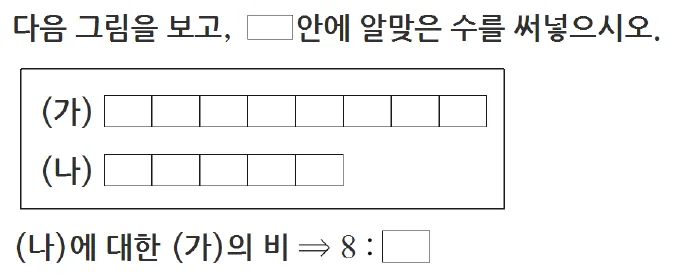 다음 그림을 보고, □안에 알맞은 수를 써넣으시오.
(가)
(나)
(나)에 대한 (가)의 비 ⇒ 8 : □